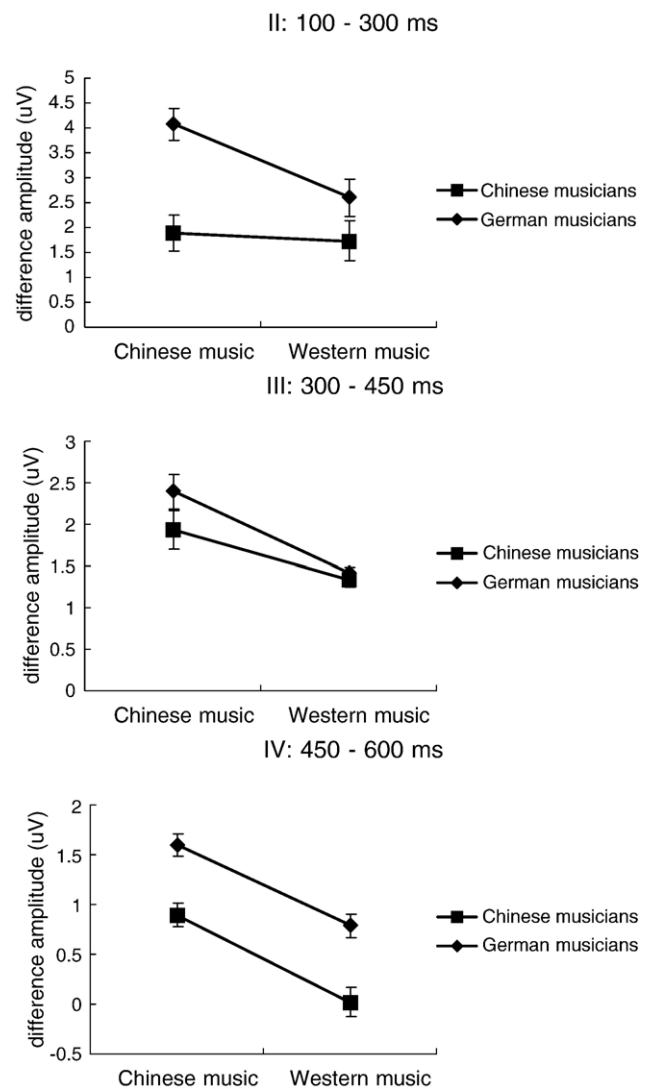 II: 100 - 300 ms
difference amplitude (uV)
5
4.5
4
3.5
3
2.5
2
1.5
1
0.5
0
Chinese music
Western music
Chinese musicians
German musicians
III: 300 - 450 ms
difference amplitude (uV)
3
2.5
2
1.5
1
0.5
0
Chinese music
Western music
Chinese musicians
German musicians
IV: 450 - 600 ms
difference amplitude (uV)
2
1.5
1
0.5
0
-0.5
Chinese music
Western music
Chinese musicians
German musicians